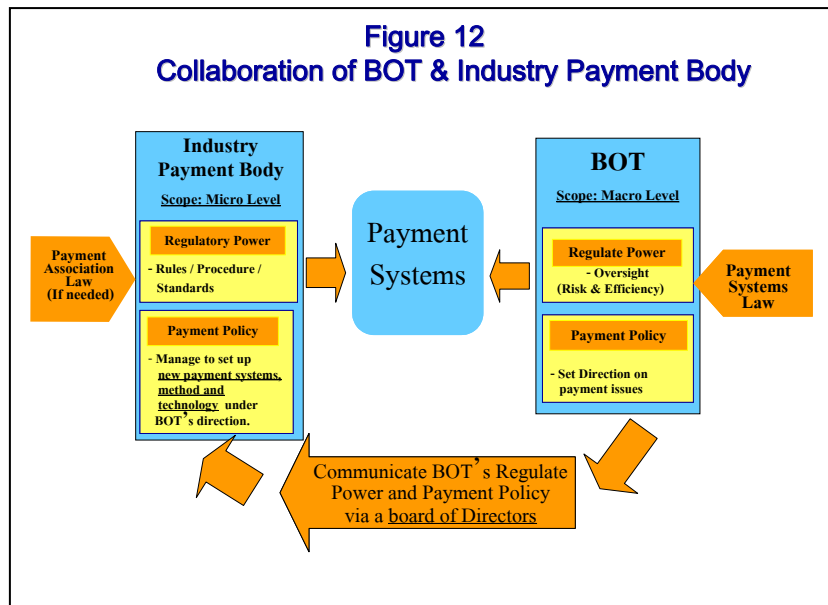 Figure 12
Collaboration of BOT & Industry Payment Body
Industry
Payment Body
Scope: Micro Level
Regulatory Power
- Rules / Procedure /
Standards
Payment Policy
- Manage to set up
new payment systems,
method and
technology under
BOT's direction.
Payment
Association
Law
(If needed)
Payment
Systems
BOT
Scope: Macro Level
Regulate Power
- Oversight
(Risk & Efficiency)
Payment Policy
- Set Direction on
payment issues
Payment
Systems
Law
Communicate BOT's Regulate
Power and Payment Policy
via a board of Directors